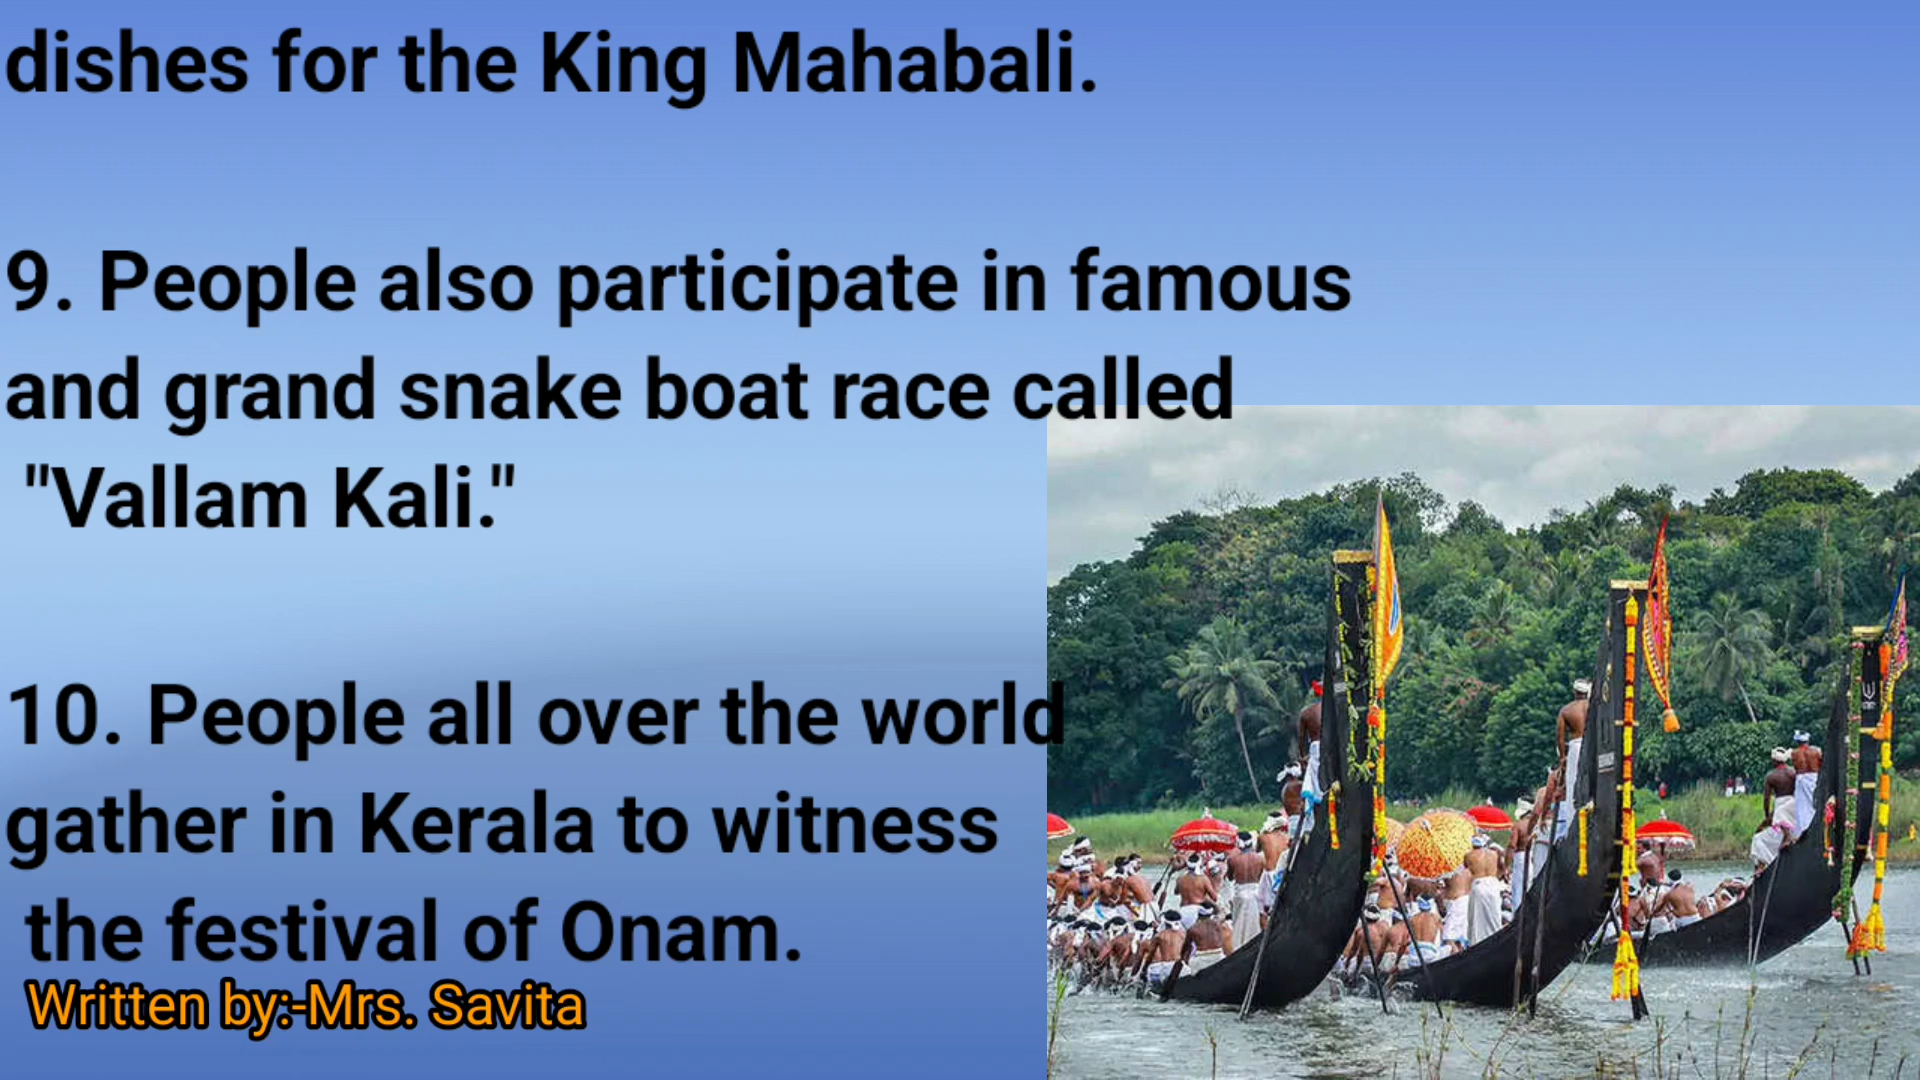 dishes for the King Mahabali.
9. People also participate in famous
and grand snake boat race called
"Vallam Kali."
10. People all over the world
gather in Kerala to witness
the festival of Onam.
Written by:-Mrs. Savita